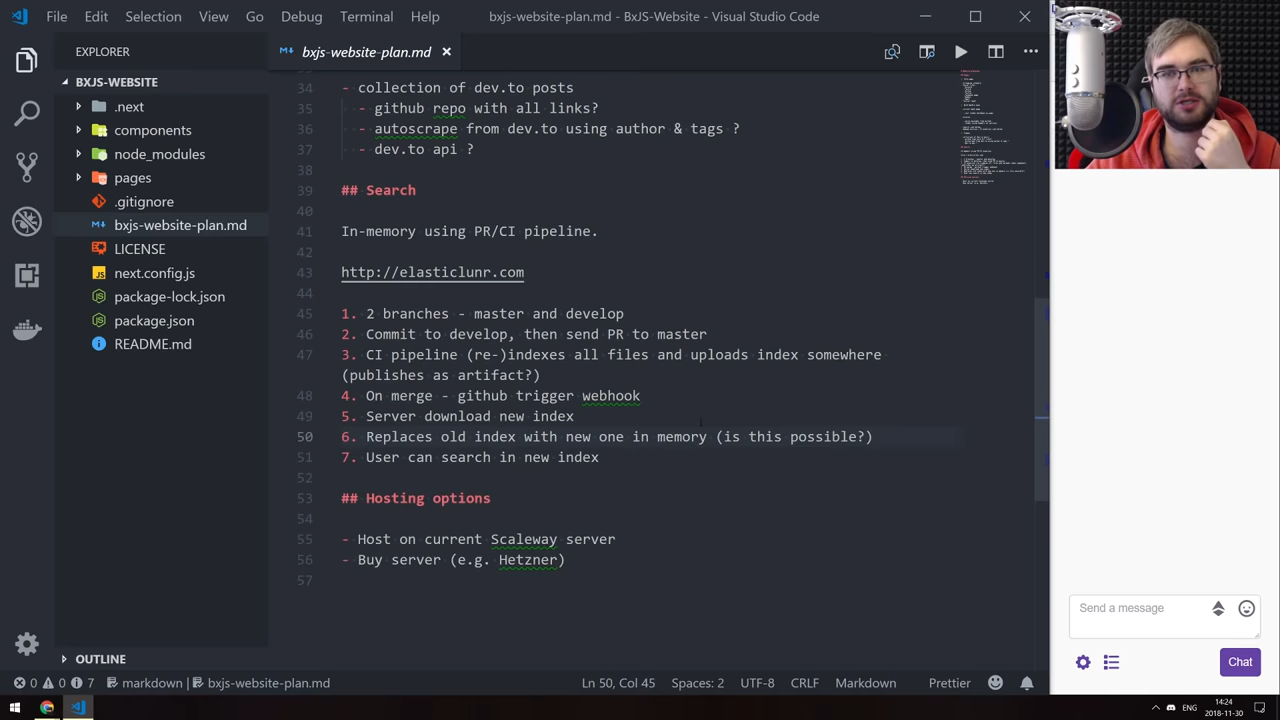 File Edit Selection View Go Debug Terminal Help bxjs-website-plan.md - BxJS-Website - Visual Studio Code
EXPLORER
bxjs-website-plan.md
BXJS-WEBSITE
.next
components
node_modules
pages
.gitignore
bxjs-website-plan.md
LICENSE
next.config.js
package-lock.json
package.json
README.md
OUTLINE
34 - collection of dev.to posts
35 - github repo with all links?
36 - autoscrape from dev.to using author & tags ?
37 - dev.to api ?
38
39 ## Search
40
41 In-memory using PR/CI pipeline.
42
43 http://elasticlunr.com
44
45 1. 2 branches - master and develop
46 2. Commit to develop, then send PR to master
47 3. CI pipeline (re-)indexes all files and uploads index somewhere
(publishes as artifact?)
48 4. On merge - github trigger webhook
49 5. Server download new index
50 6. Replaces old index with new one in memory (is this possible?)
51 7. User can search in new index
52
53 ## Hosting options
54
55 - Host on current Scaleway server
56 - Buy server (e.g. Hetzner)
57
Send a message
Chat
0 0 7 markdown bxjs-website-plan.md Ln 50, Col 45 Spaces: 2 UTF-8 CRLF Markdown Prettier
ENG
14:24
2018-11-30